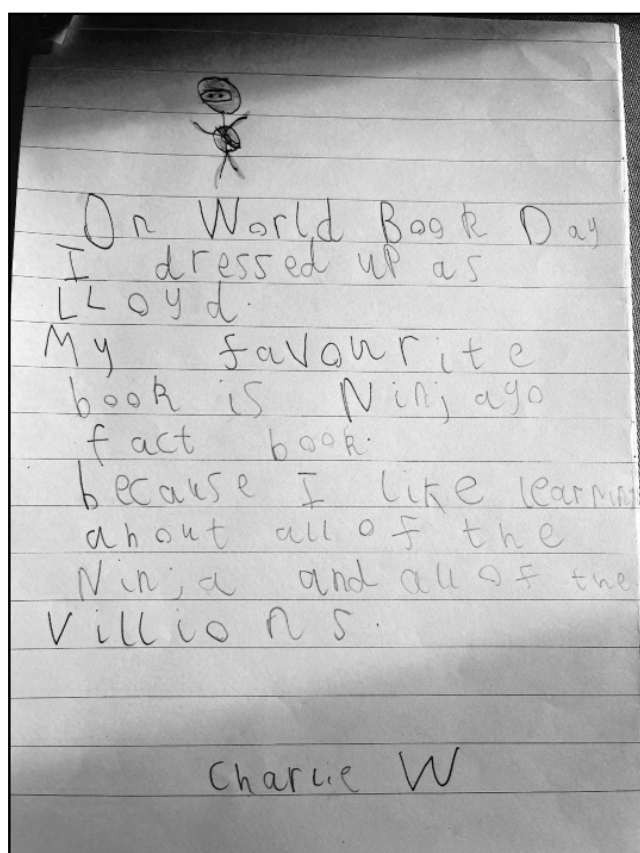 On World Book Day
I dressed up as
LLoyd.
My favourite
book is Ninjago
fact book.
because I like learning
about all of the
Ninja and all of the
Villions.
Charlie W